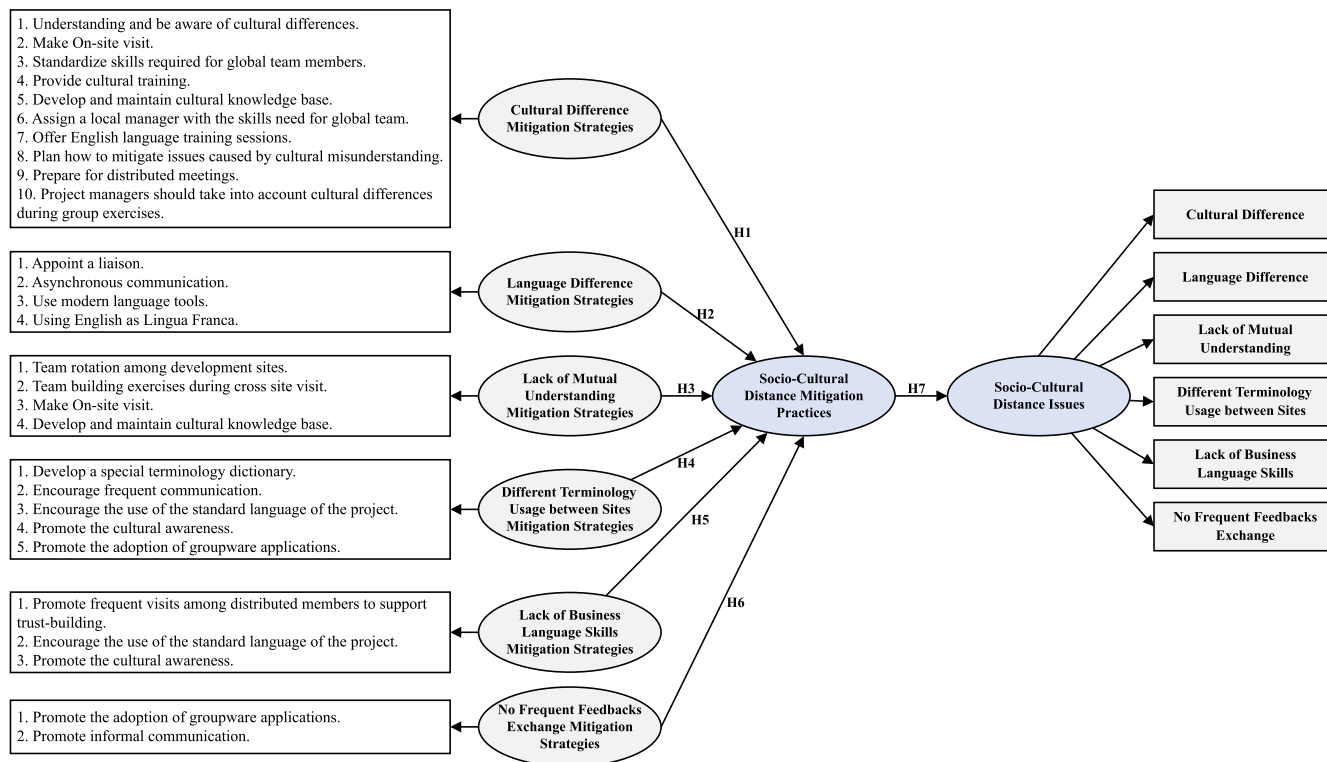 1. Understanding and be aware of cultural differences.
2. Make On-site visit.
3. Standardize skills required for global team members.
4. Provide cultural training.
5. Develop and maintain cultural knowledge base.
6. Assign a local manager with the skills need for global team.
7. Offer English language training sessions.
8. Plan how to mitigate issues caused by cultural misunderstanding.
9. Prepare for distributed meetings.
10. Project managers should take into account cultural differences
during group exercises.
Cultural Difference
Mitigation Strategies
H1
1. Appoint a liaison.
2. Asynchronous communication.
3. Use modern language tools.
4. Using English as Lingua Franca.
Language Difference
Mitigation Strategies
H2
1. Team rotation among development sites.
2. Team building exercises during cross site visit.
3. Make On-site visit.
4. Develop and maintain cultural knowledge base.
Lack of Mutual
Understanding
Mitigation Strategies
H3
1. Develop a special terminology dictionary.
2. Encourage frequent communication.
3. Encourage the use of the standard language of the project.
4. Promote the cultural awareness.
5. Promote the adoption of groupware applications.
Different Terminology
Usage between Sites
Mitigation Strategies
H4
1. Promote frequent visits among distributed members to support
trust-building.
2. Encourage the use of the standard language of the project.
3. Promote the cultural awareness.
Lack of Business
Language Skills
Mitigation Strategies
H5
1. Promote the adoption of groupware applications.
2. Promote informal communication.
No Frequent Feedbacks
Exchange Mitigation
Strategies
H6
Socio-Cultural
Distance Mitigation
Practices
H7
Socio-Cultural
Distance Issues
Cultural Difference
Language Difference
Lack of Mutual
Understanding
Different Terminology
Usage between Sites
Lack of Business
Language Skills
No Frequent Feedbacks
Exchange